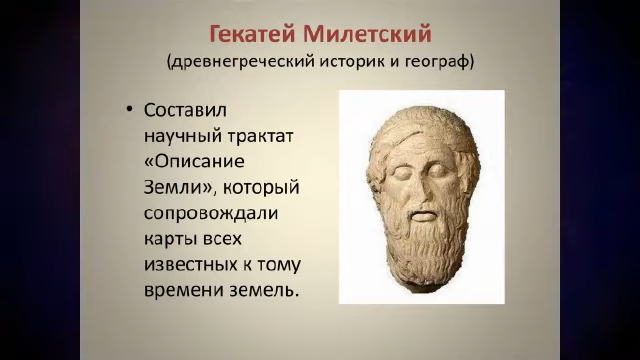 Гекатей Милетский
(древнегреческий историк и географ)
• Составил
научный трактат
«Описание
Земли», который
сопровождали
карты всех
известных к тому
времени земель.